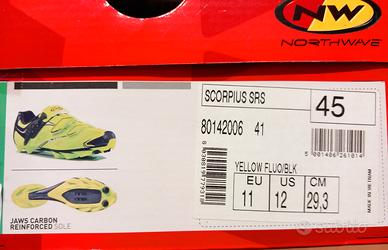 NW
NORTHWAVE
SCORPIUS SRS
45
80142006 41
YELLOW FLUO/BLK
EU US CM
11 12 29,3
MADE IN VIETNAM
JAWS CARBON
REINFORCED SOLE
subito